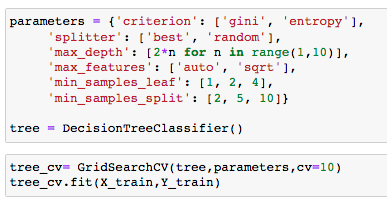 parameters = {'criterion': ['gini', 'entropy'],
     'splitter': ['best', 'random'],
     'max_depth': [2*n for n in range(1,10)],
     'max_features': ['auto', 'sqrt'],
     'min_samples_leaf': [1, 2, 4],
     'min_samples_split': [2, 5, 10]}
tree = DecisionTreeClassifier()
tree_cv= GridSearchCV(tree,parameters,cv=10)
tree_cv.fit(X_train,Y_train)